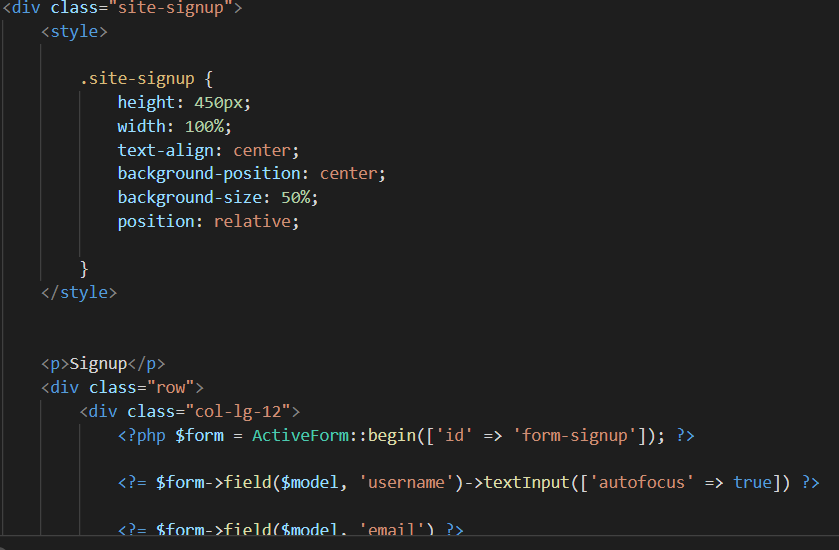 <div class="site-signup">
<style>
.site-signup {
height: 450px;
width: 100%;
text-align: center;
background-position: center;
background-size: 50%;
position: relative;
}
</style>
<p>Signup</p>
<div class="row">
<div class="col-lg-12">
<?php $form = ActiveForm::begin(['id' => 'form-signup']); ?>
<?= $form->field($model, 'username')->textInput(['autofocus' => true]) ?>
<?= $form->field($model, 'email') ?>